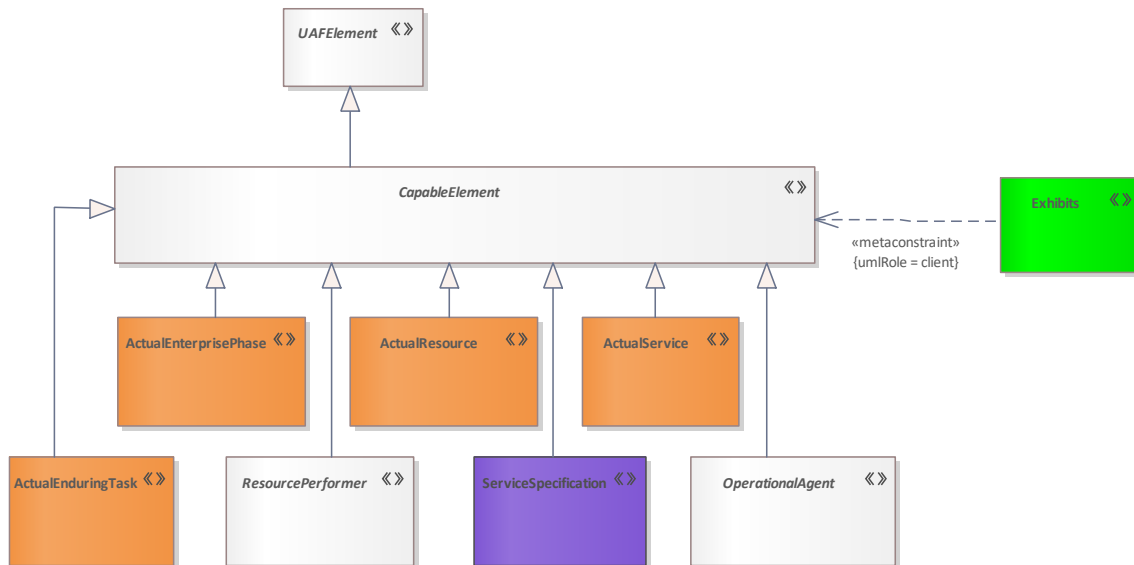 UAFElement «»
CapableElement «»
Exhibits «»
«metaconstraint»
{umlRole = client}
ActualEnterprisePhase «»
ActualResource «»
ActualService «»
ActualEnduringTask «»
ResourcePerformer «»
ServiceSpecification «»
OperationalAgent «»